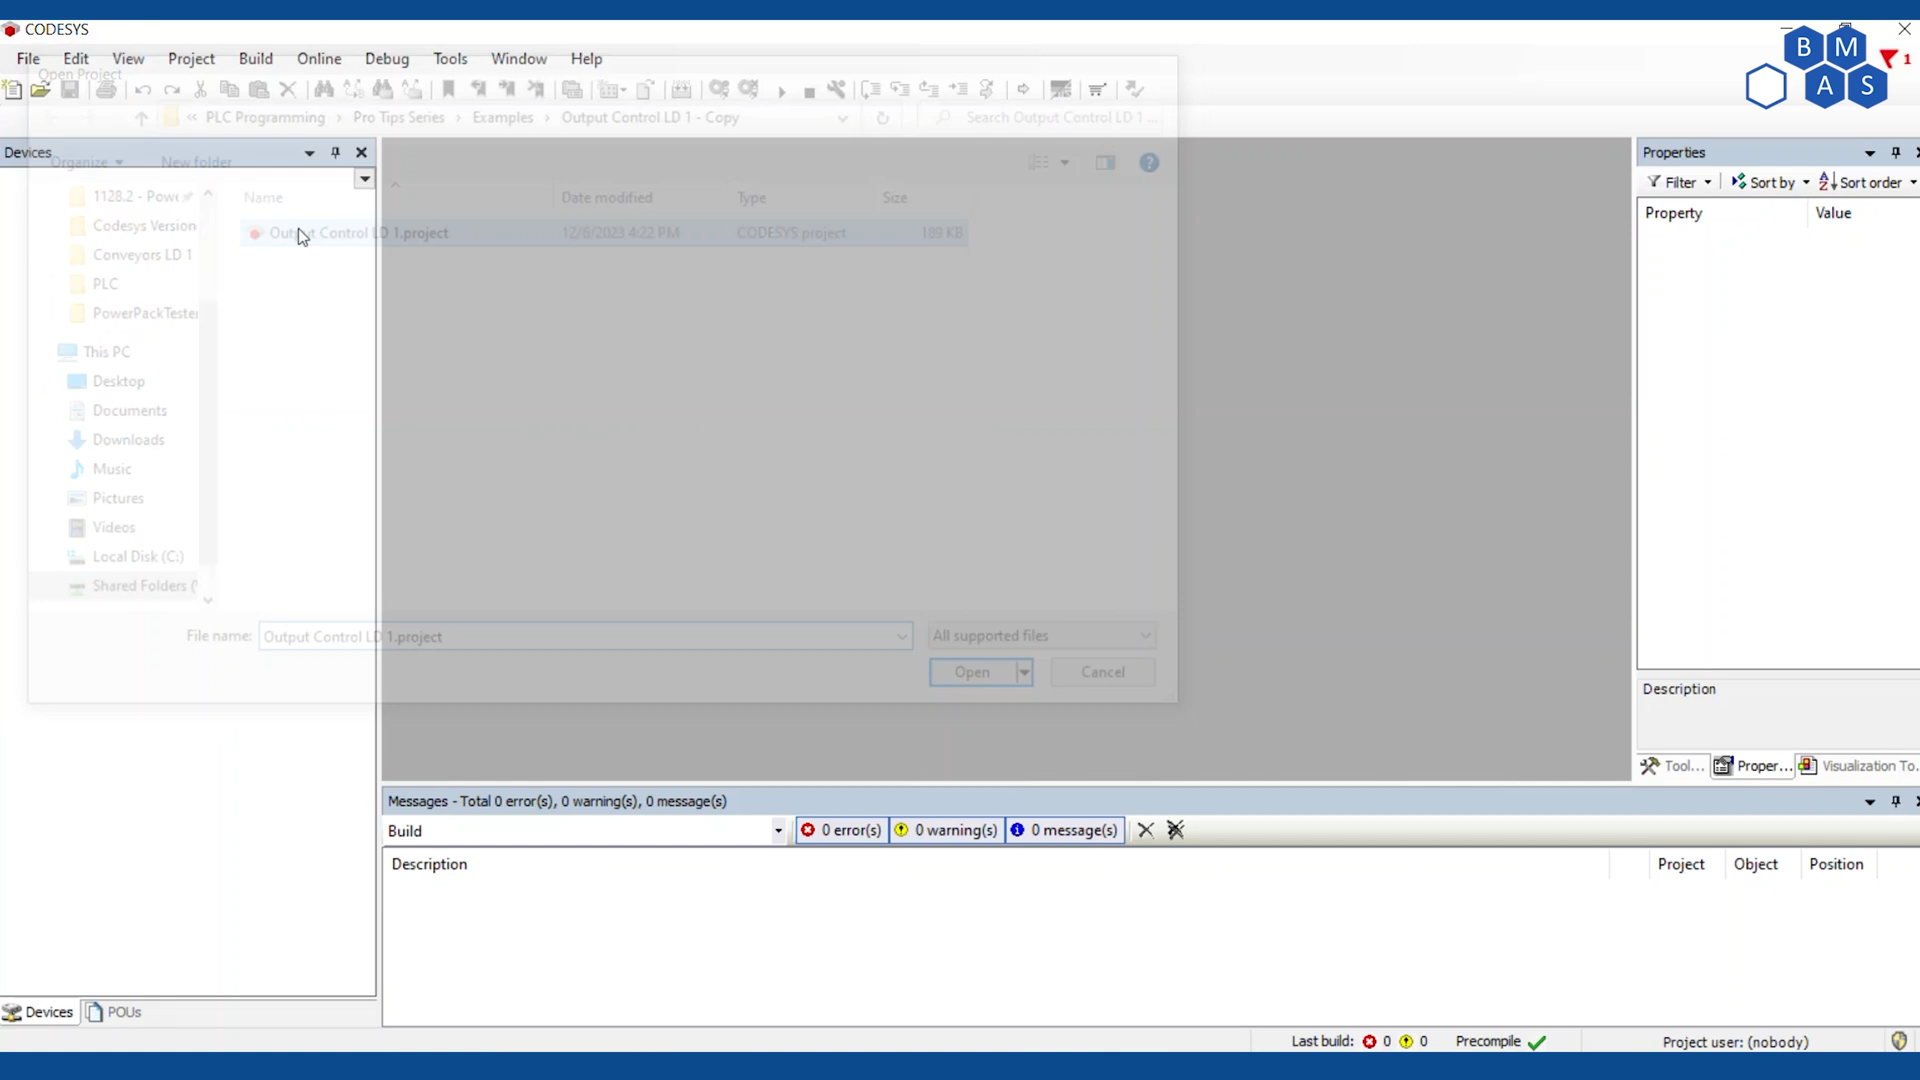 CODESYS
File Edit View Project Build Online Debug Tools Window Help
1
B M
A S
Open Project
« PLC Programming › Pro Tips Series › Examples › Output Control LD 1 - Copy
Search Output Control LD 1 ...
Devices
Organize New folder
Name Date modified Type Size
Output Control LD 1.project 12/6/2023 4:22 PM CODESYS project 189 KB
1128.2 - Powe
Codesys Version
Conveyors LD 1
PLC
PowerPackTester
This PC
Desktop
Documents
Downloads
Music
Pictures
Videos
Local Disk (C:)
Shared Folders (
File name: Output Control LD 1.project All supported files
Open Cancel
Properties
Filter Sort by Sort order
Property Value
Description
Tool... Proper... Visualization To.
Messages - Total 0 error(s), 0 warning(s), 0 message(s)
Build 0 error(s) 0 warning(s) 0 message(s)
Description Project Object Position
Devices POUs
Last build: 0 0 Precompile Project user: (nobody)